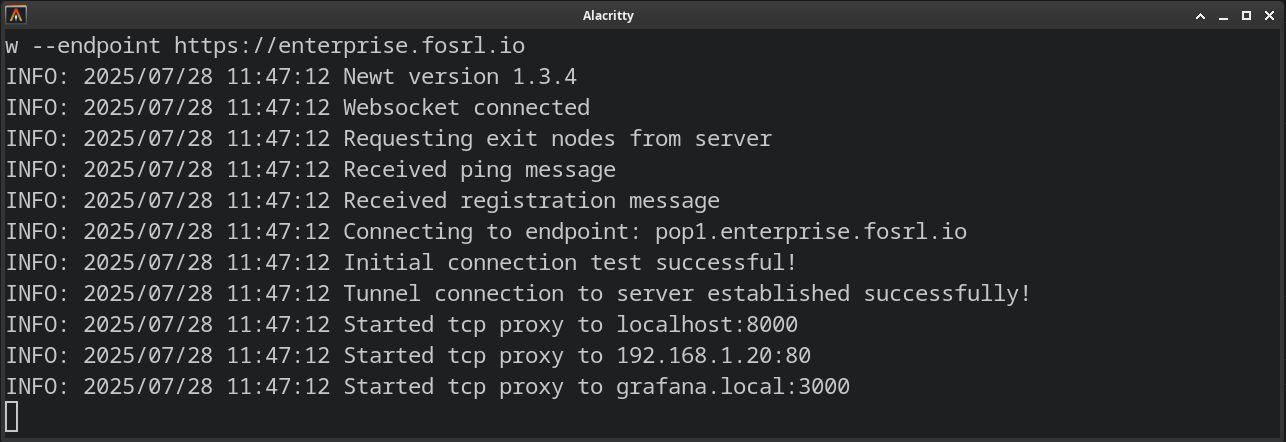 Alacritty
w --endpoint https://enterprise.fosrl.io
INFO: 2025/07/28 11:47:12 Newt version 1.3.4
INFO: 2025/07/28 11:47:12 Websocket connected
INFO: 2025/07/28 11:47:12 Requesting exit nodes from server
INFO: 2025/07/28 11:47:12 Received ping message
INFO: 2025/07/28 11:47:12 Received registration message
INFO: 2025/07/28 11:47:12 Connecting to endpoint: pop1.enterprise.fosrl.io
INFO: 2025/07/28 11:47:12 Initial connection test successful!
INFO: 2025/07/28 11:47:12 Tunnel connection to server established successfully!
INFO: 2025/07/28 11:47:12 Started tcp proxy to localhost:8000
INFO: 2025/07/28 11:47:12 Started tcp proxy to 192.168.1.20:80
INFO: 2025/07/28 11:47:12 Started tcp proxy to grafana.local:3000